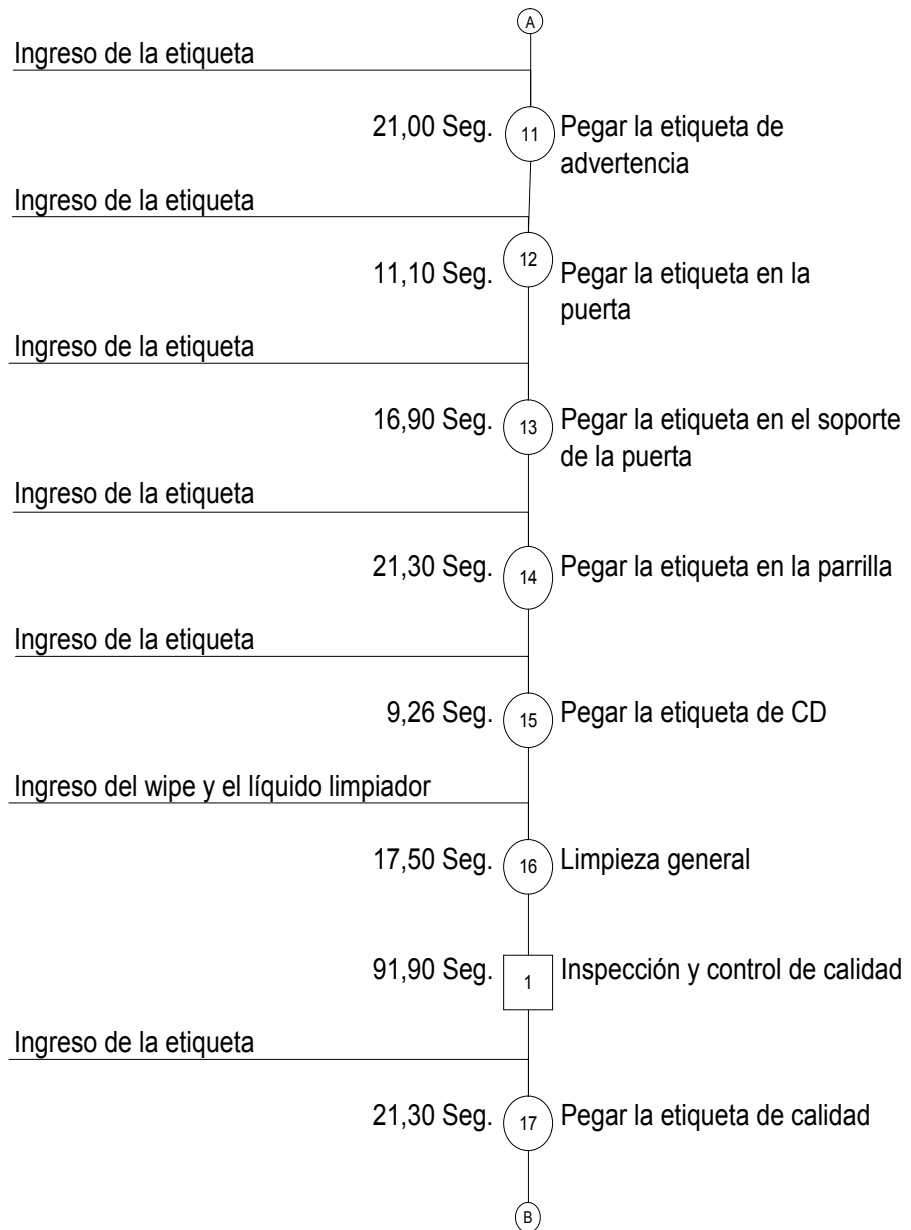 A
Ingreso de la etiqueta
21,00 Seg. 11 Pegar la etiqueta de
advertencia
Ingreso de la etiqueta
11,10 Seg. 12 Pegar la etiqueta en la
puerta
Ingreso de la etiqueta
16,90 Seg. 13 Pegar la etiqueta en el soporte
de la puerta
Ingreso de la etiqueta
21,30 Seg. 14 Pegar la etiqueta en la parrilla
Ingreso de la etiqueta
9,26 Seg. 15 Pegar la etiqueta de CD
Ingreso del wipe y el líquido limpiador
17,50 Seg. 16 Limpieza general
91,90 Seg. 1 Inspección y control de calidad
Ingreso de la etiqueta
21,30 Seg. 17 Pegar la etiqueta de calidad
B